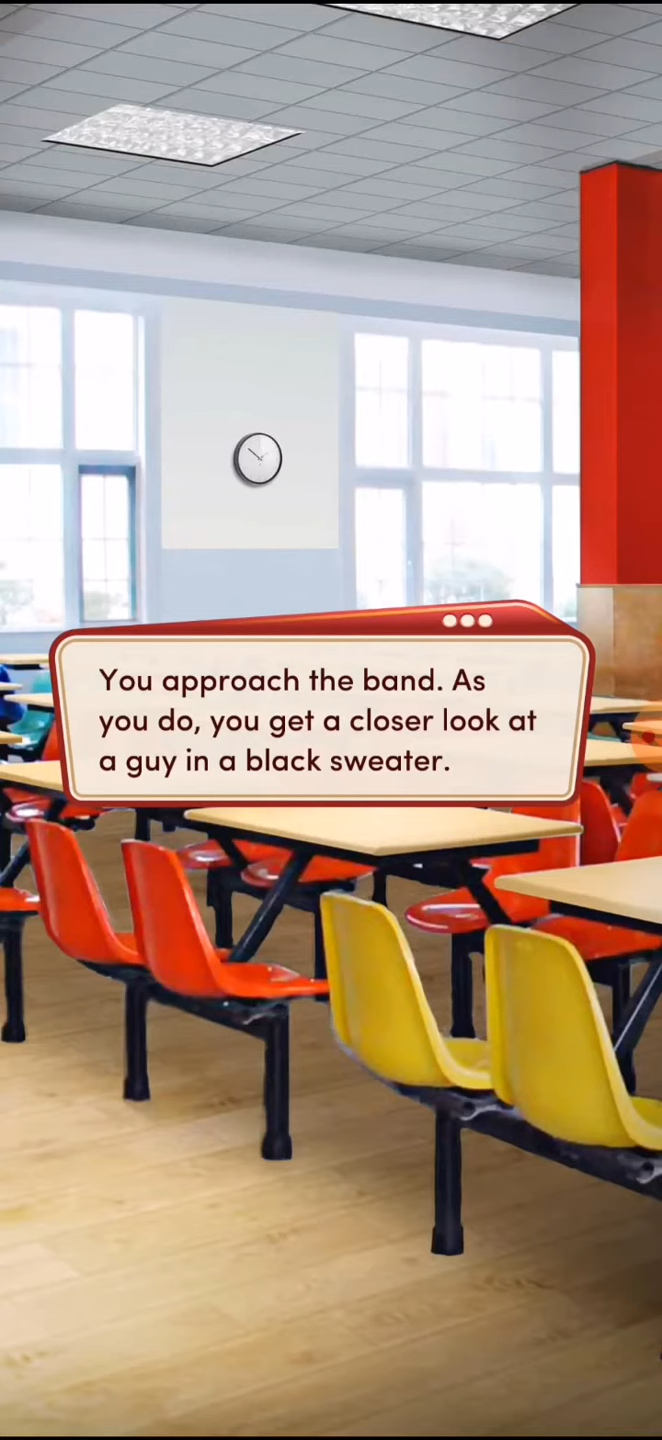 You approach the band. As
you do, you get a closer look at
a guy in a black sweater.